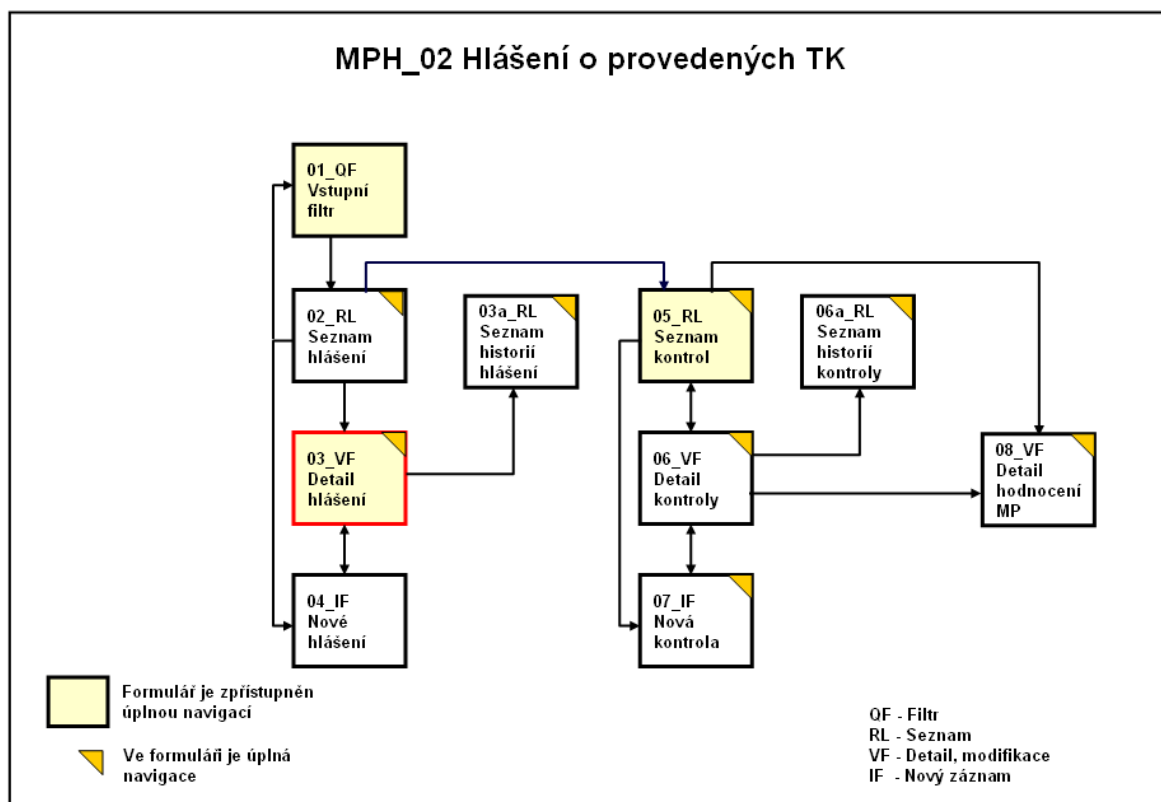 MPH_02 Hlášení o provedených TK
01_QF
Vstupní
filtr
02_RL
Seznam
hlášení
03a_RL
Seznam
historií
hlášení
05_RL
Seznam
kontrol
06a_RL
Seznam
historií
kontroly
03_VF
Detail
hlášení
06_VF
Detail
kontroly
08_VF
Detail
hodnocení
MP
04_IF
Nové
hlášení
07_IF
Nová
kontrola
Formulář je zpřístupněn
úplnou navigací
Ve formuláři je úplná
navigace
QF - Filtr
RL - Seznam
VF - Detail, modifikace
IF - Nový záznam